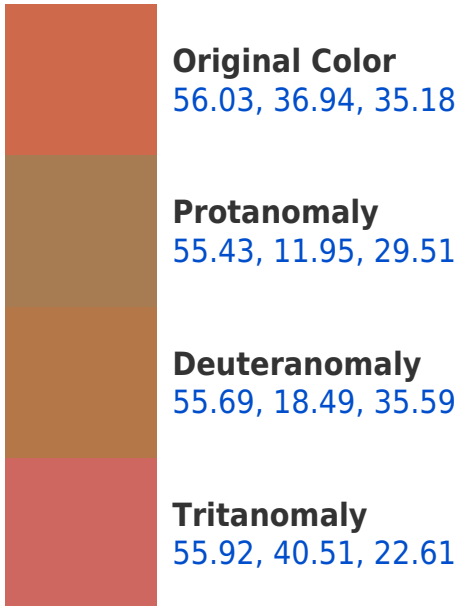 Original Color
56.03, 36.94, 35.18
Protanomaly
55.43, 11.95, 29.51
Deuteranomaly
55.69, 18.49, 35.59
Tritanomaly
55.92, 40.51, 22.61